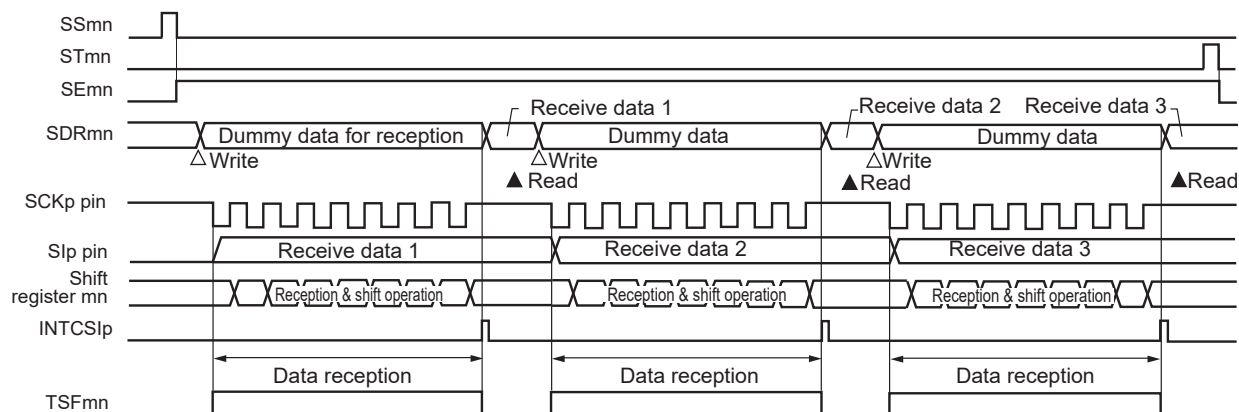 SSmn
STmn
SEmn
Receive data 1
Receive data 2
Receive data 3
SDRmn
Dummy data for reception
Dummy data
Dummy data
△Write
△Write
△Write
▲Read
▲Read
▲Read
SCKp pin
SIp pin
Receive data 1
Receive data 2
Receive data 3
Shift
register mn
Reception & shift operation
Reception & shift operation
Reception & shift operation
INTCSIp
Data reception
Data reception
Data reception
TSFmn